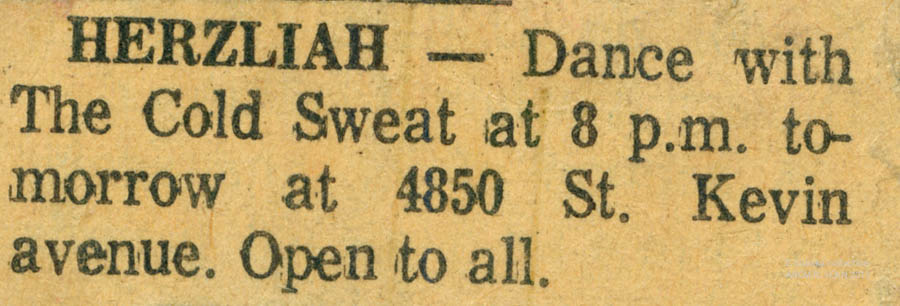 HERZLIAH — Dance with
The Cold Sweat at 8 p.m. to-
morrow at 4850 St. Kevin
avenue. Open to all.